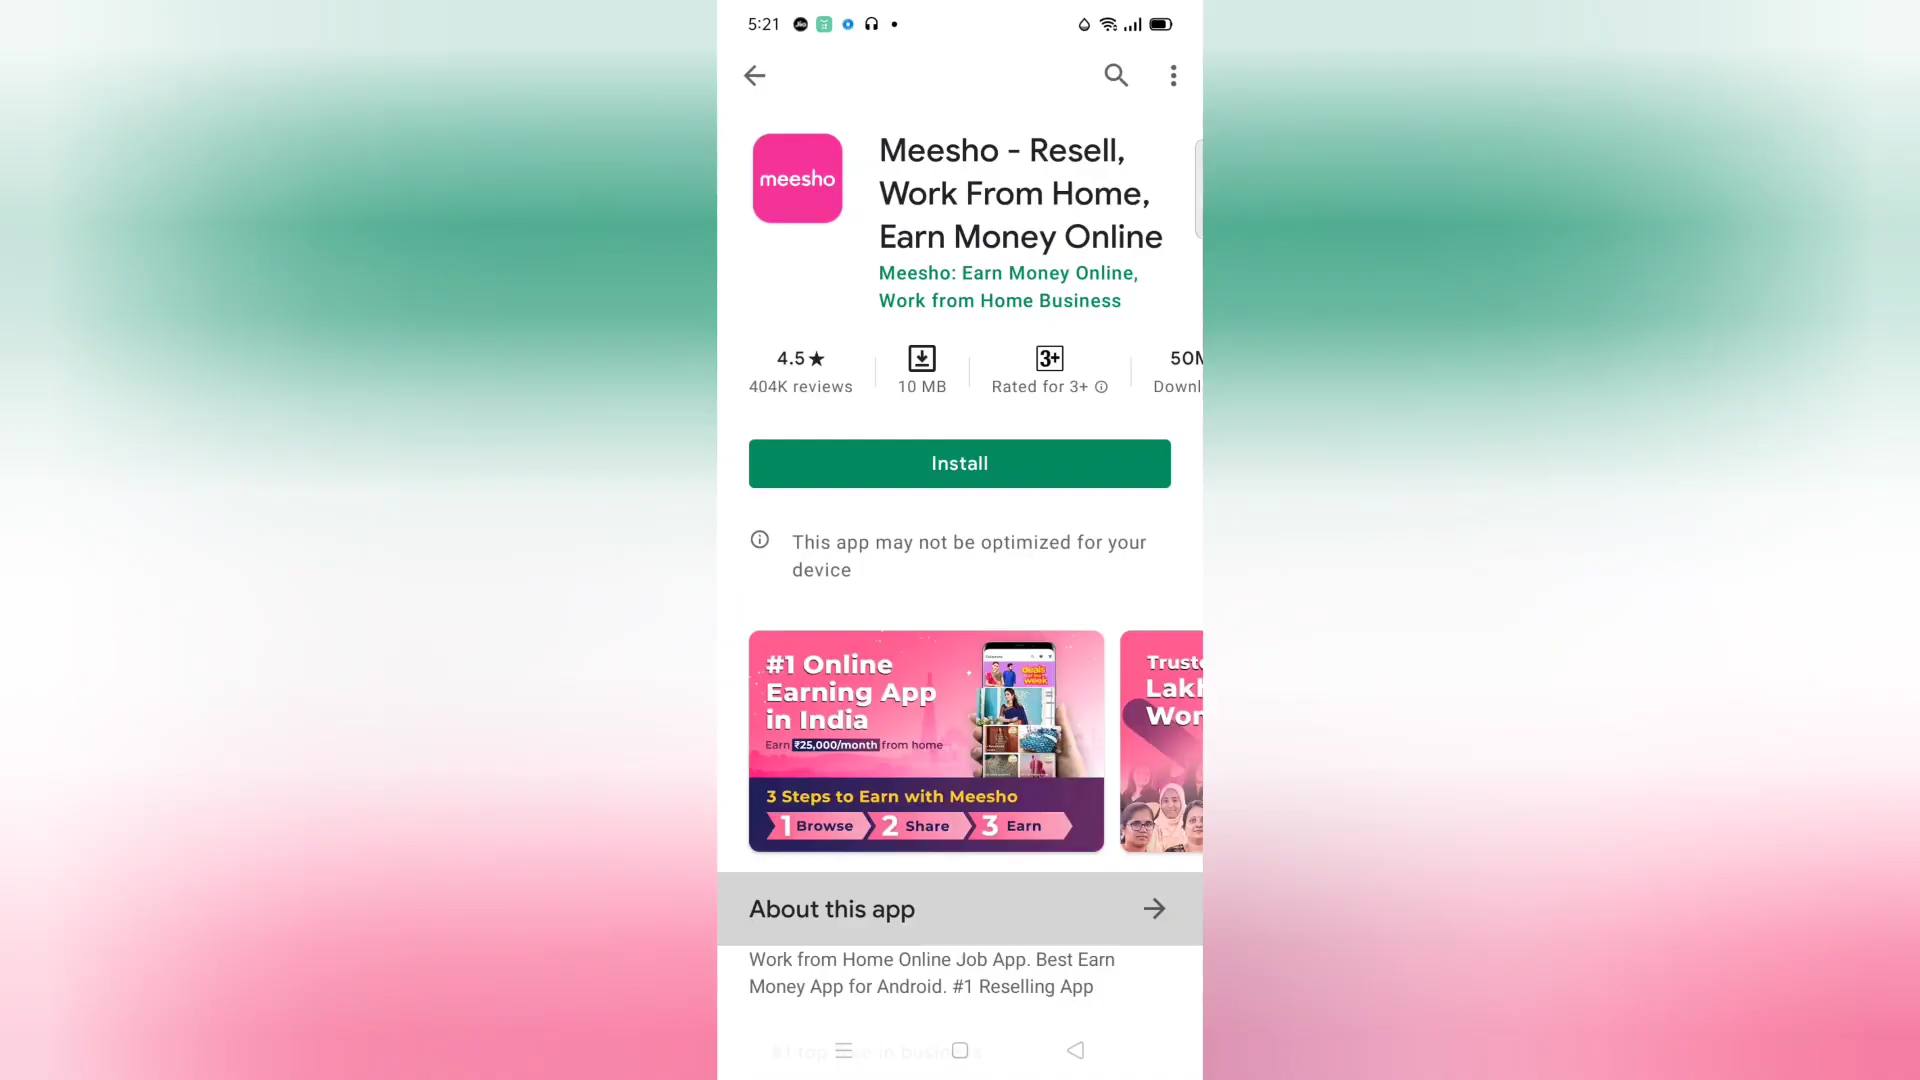 5:21
meesho
Meesho - Resell,
Work From Home,
Earn Money Online
Meesho: Earn Money Online,
Work from Home Business
4.5★
404K reviews
10 MB
3+
Rated for 3+
50M
Downl
Install
This app may not be optimized for your
device
#1 Online
Earning App
in India
Earn ₹25,000/month from home
3 Steps to Earn with Meesho
1 Browse 2 Share 3 Earn
Lakh
About this app
Work from Home Online Job App. Best Earn
Money App for Android. #1 Reselling App